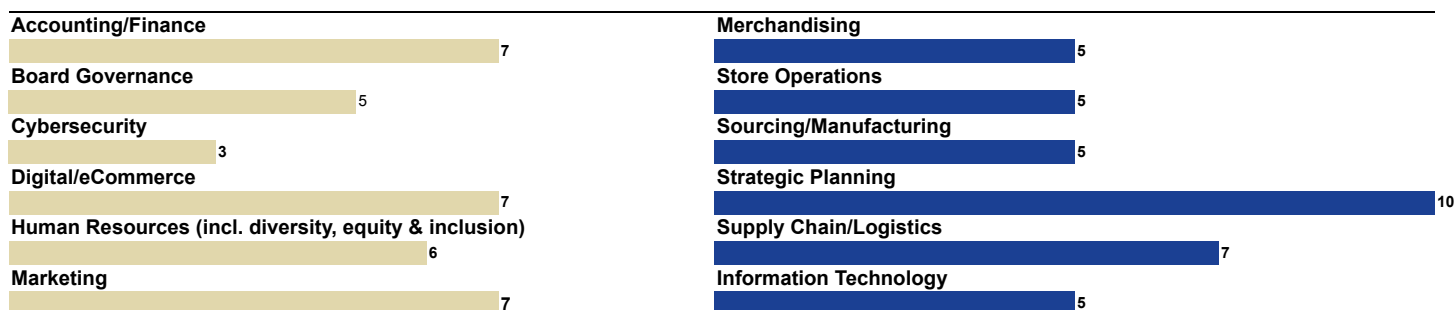 Accounting/Finance
7
Board Governance
5
Cybersecurity
3
Digital/eCommerce
7
Human Resources (incl. diversity, equity & inclusion)
6
Marketing
7
Merchandising
5
Store Operations
5
Sourcing/Manufacturing
5
Strategic Planning
10
Supply Chain/Logistics
7
Information Technology
5